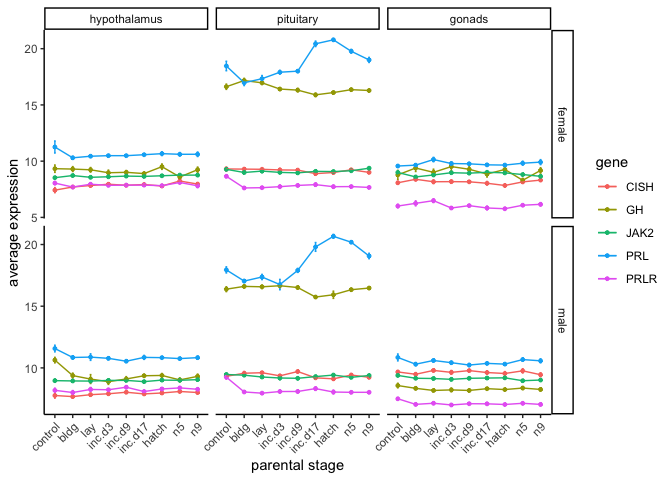 hypothalamus pituitary gonads
20
15
10
5
female
20
15
10
male
average expression
control bldg lay inc.d3 inc.d9 inc.d17 hatch n5 n9
control bldg lay inc.d3 inc.d9 inc.d17 hatch n5 n9
control bldg lay inc.d3 inc.d9 inc.d17 hatch n5 n9
parental stage
gene
CISH
GH
JAK2
PRL
PRLR